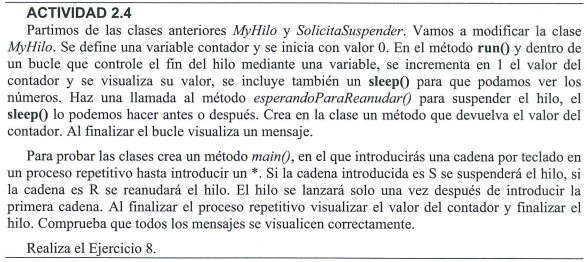 ACTIVIDAD 2.4
Partimos de las clases anteriores MyHilo y SolicitaSuspender. Vamos a modificar la clase
MyHilo. Se define una variable contador y se inicia con valor 0. En el método run() y dentro de
un bucle que controle el fin del hilo mediante una variable, se incrementa en 1 el valor del
contador y se visualiza su valor, se incluye también un sleep() para que podamos ver los
números. Haz una llamada al método esperandoParaReanudar() para suspender el hilo, el
sleep() lo podemos hacer antes o después. Crea en la clase un método que devuelva el valor del
contador. Al finalizar el bucle visualiza un mensaje.
Para probar las clases crea un método main(), en el que introducirás una cadena por teclado en
un proceso repetitivo hasta introducir un *. Si la cadena introducida es S se suspenderá el hilo, si
la cadena es R se reanudará el hilo. El hilo se lanzará solo una vez después de introducir la
primera cadena. Al finalizar el proceso repetitivo visualizar el valor del contador y finalizar el
hilo. Comprueba que todos los mensajes se visualicen correctamente.
Realiza el Ejercicio 8.